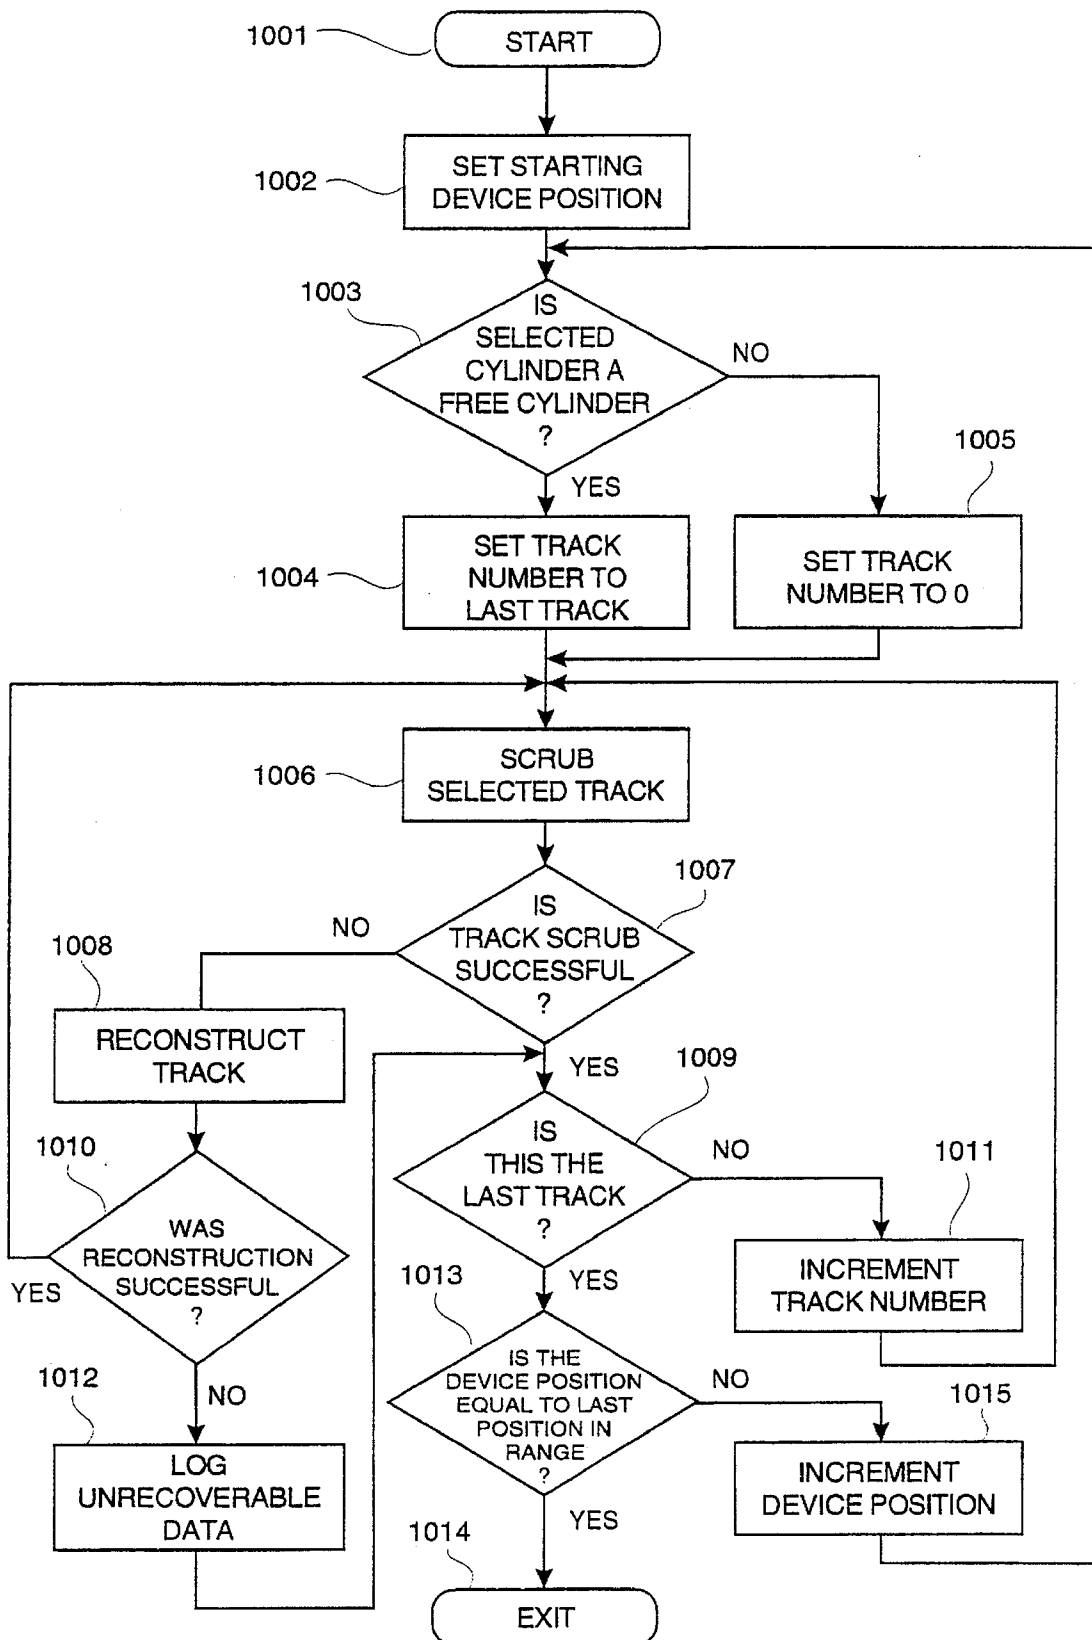 1001
START
1002
SET STARTING
DEVICE POSITION
1003
IS
SELECTED
CYLINDER A
FREE CYLINDER
?
NO
YES
1005
1004
SET TRACK
NUMBER TO
LAST TRACK
SET TRACK
NUMBER TO 0
1006
SCRUB
SELECTED TRACK
1007
IS
TRACK SCRUB
SUCCESSFUL
?
NO
YES
1008
RECONSTRUCT
TRACK
1009
IS
THIS THE
LAST TRACK
?
NO
YES
1010
WAS
RECONSTRUCTION
SUCCESSFUL
?
YES
NO
1011
INCREMENT
TRACK NUMBER
1013
IS THE
DEVICE POSITION
EQUAL TO LAST
POSITION IN
RANGE
?
NO
YES
1012
LOG
UNRECOVERABLE
DATA
1015
INCREMENT
DEVICE POSITION
1014
EXIT